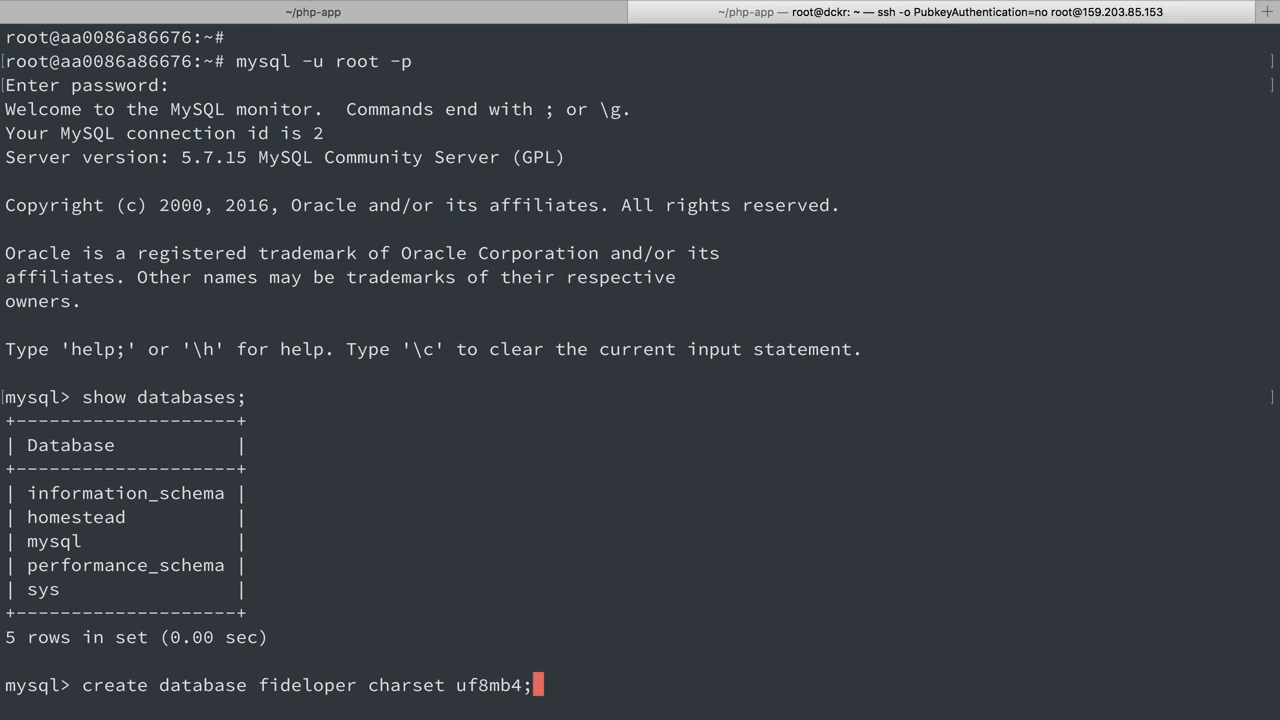 ~/php-app
~/php-app — root@dckr: ~ — ssh -o PubkeyAuthentication=no root@159.203.85.153
+
root@aa0086a86676:~#
[root@aa0086a86676:~# mysql -u root -p ]
[Enter password: ]
Welcome to the MySQL monitor.  Commands end with ; or \g.
Your MySQL connection id is 2
Server version: 5.7.15 MySQL Community Server (GPL)
Copyright (c) 2000, 2016, Oracle and/or its affiliates. All rights reserved.
Oracle is a registered trademark of Oracle Corporation and/or its
affiliates. Other names may be trademarks of their respective
owners.
Type 'help;' or '\h' for help. Type '\c' to clear the current input statement.
[mysql> show databases; ]
+--------------------+
| Database           |
+--------------------+
| information_schema |
| homestead          |
| mysql              |
| performance_schema |
| sys                |
+--------------------+
5 rows in set (0.00 sec)
mysql> create database fideloper charset uf8mb4;